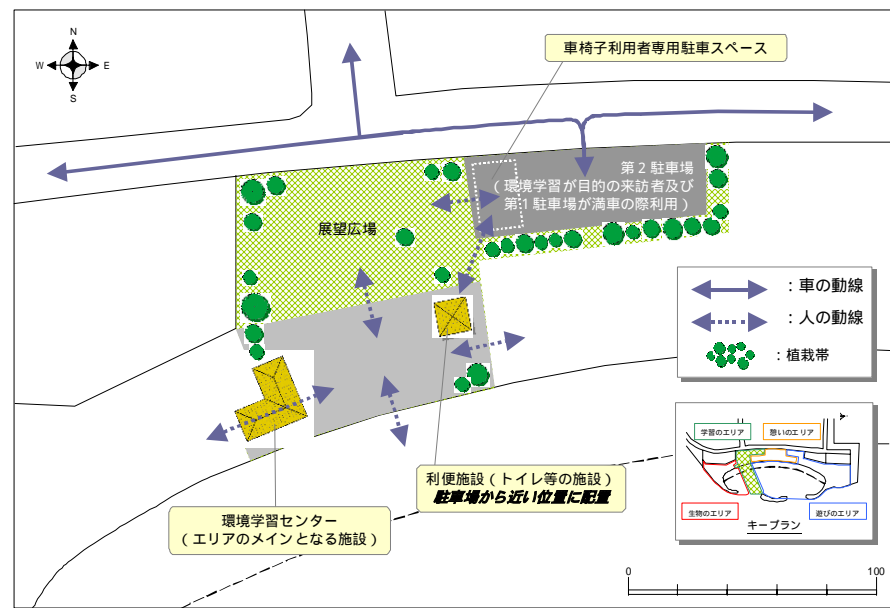 N
W
E
S
車椅子利用者専用駐車スペース
第２駐車場
（環境学習が目的の来訪者及び
第１駐車場が満車の際利用）
展望広場
：車の動線
：人の動線
：植栽帯
学習のエリア
憩いのエリア
生物のエリア
遊びのエリア
キープラン
利便施設（トイレ等の施設）
駐車場から近い位置に配置
環境学習センター
（エリアのメインとなる施設）
0
100